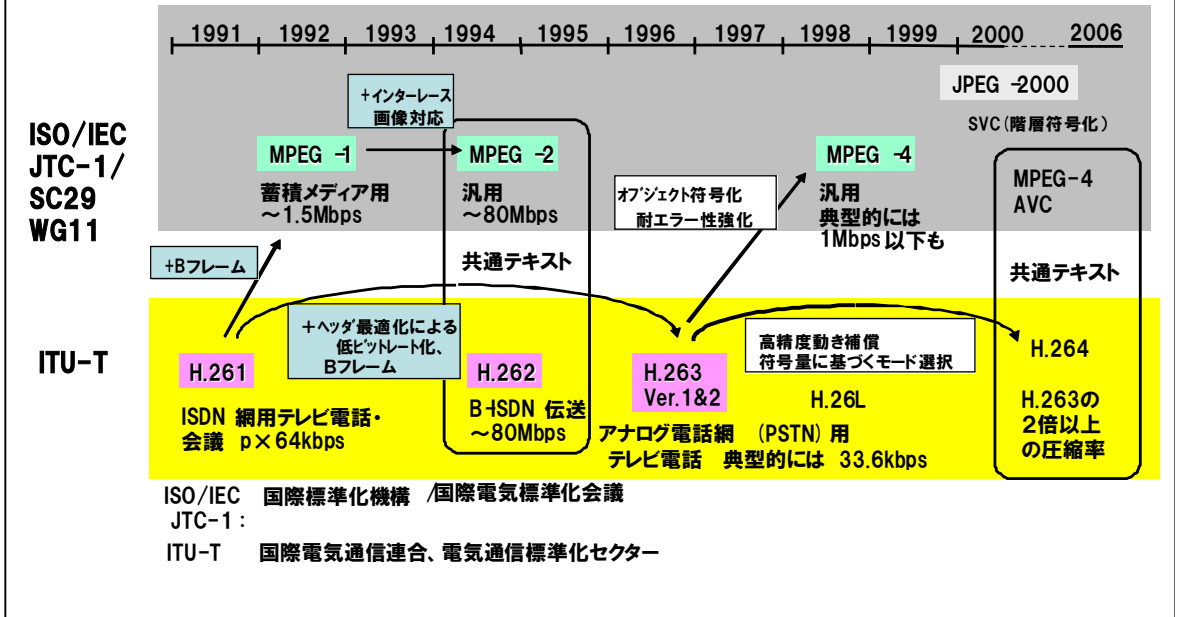 1991 1992 1993 1994 1995 1996 1997 1998 1999 2000 2006
JPEG -2000
+インターレース
画像対応
SVC(階層符号化)
ISO/IEC
JTC-1/
SC29
WG11
MPEG -1
MPEG -2
MPEG -4
蓄積メディア用
~1.5Mbps
汎用
~80Mbps
オブジェクト符号化
耐エラー性強化
汎用
典型的には
1Mbps 以下も
MPEG-4
AVC
+Bフレーム
共通テキスト
共通テキスト
ITU-T
+ヘッダ最適化による
低ビットレート化、
Bフレーム
高精度動き補償
符号量に基づくモード選択
H.261
H.262
H.263
Ver.1&2
H.26L
H.264
ISDN 網用テレビ電話・
会議 p×64kbps
B-ISDN 伝送
~80Mbps
アナログ電話網 (PSTN) 用
テレビ電話 典型的には 33.6kbps
H.263の
2倍以上
の圧縮率
ISO/IEC 国際標準化機構 /国際電気標準化会議
JTC-1:
ITU-T 国際電気通信連合、電気通信標準化セクター